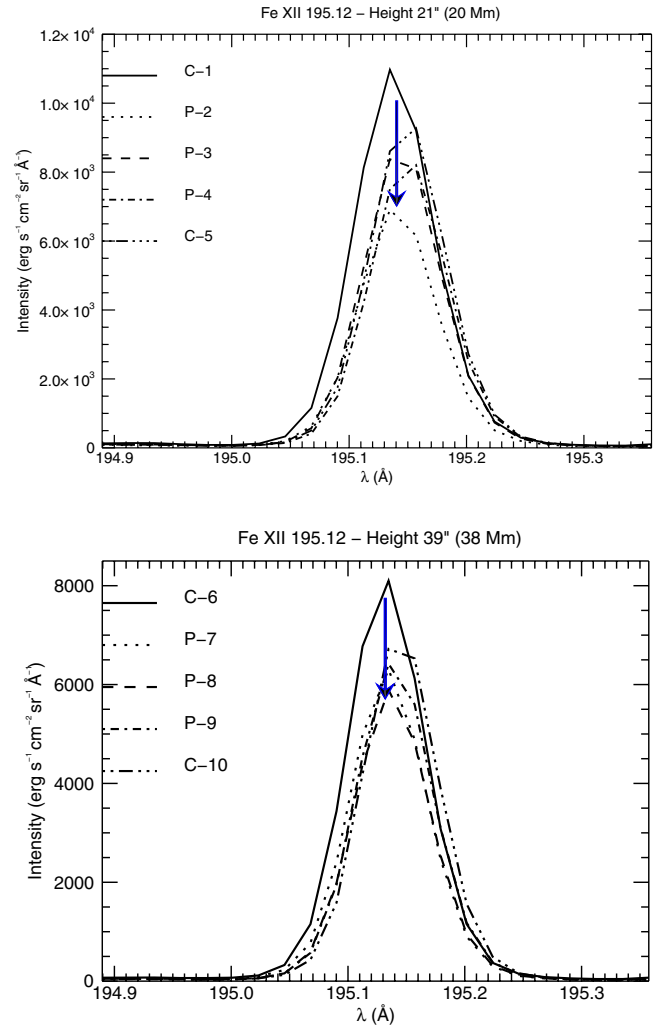 Fe XII 195.12 − Height 21" (20 Mm)
1.2× 10⁴
1.0× 10⁴
8.0× 10³
6.0× 10³
4.0× 10³
2.0× 10³
0
C−1
P−2
P−3
P−4
C−5
Intensity (erg s⁻¹ cm⁻² sr⁻¹ Å⁻¹)
194.9 195.0 195.1 195.2 195.3
λ (Å)
Fe XII 195.12 − Height 39" (38 Mm)
8000
6000
4000
2000
0
C−6
P−7
P−8
P−9
C−10
Intensity (erg s⁻¹ cm⁻² sr⁻¹ Å⁻¹)
194.9 195.0 195.1 195.2 195.3
λ (Å)